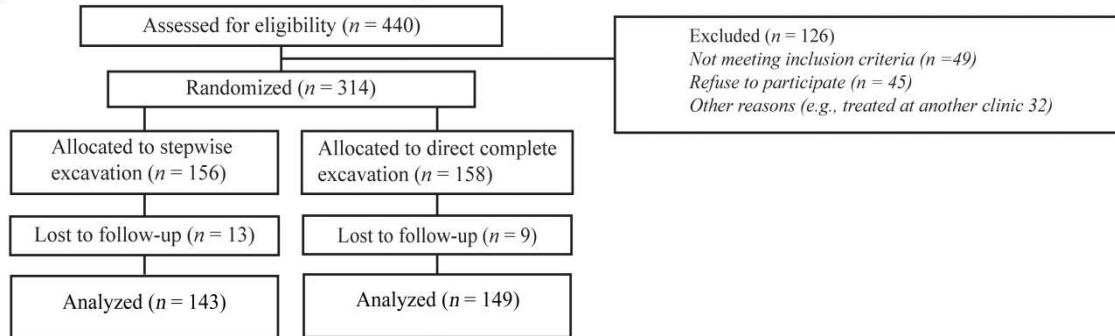 Assessed for eligibility (n = 440)
Excluded (n = 126)
Not meeting inclusion criteria (n =49)
Refuse to participate (n = 45)
Other reasons (e.g., treated at another clinic 32)
Randomized (n = 314)
Allocated to stepwise
excavation (n = 156)
Allocated to direct complete
excavation (n = 158)
Lost to follow-up (n = 13)
Lost to follow-up (n = 9)
Analyzed (n = 143)
Analyzed (n = 149)